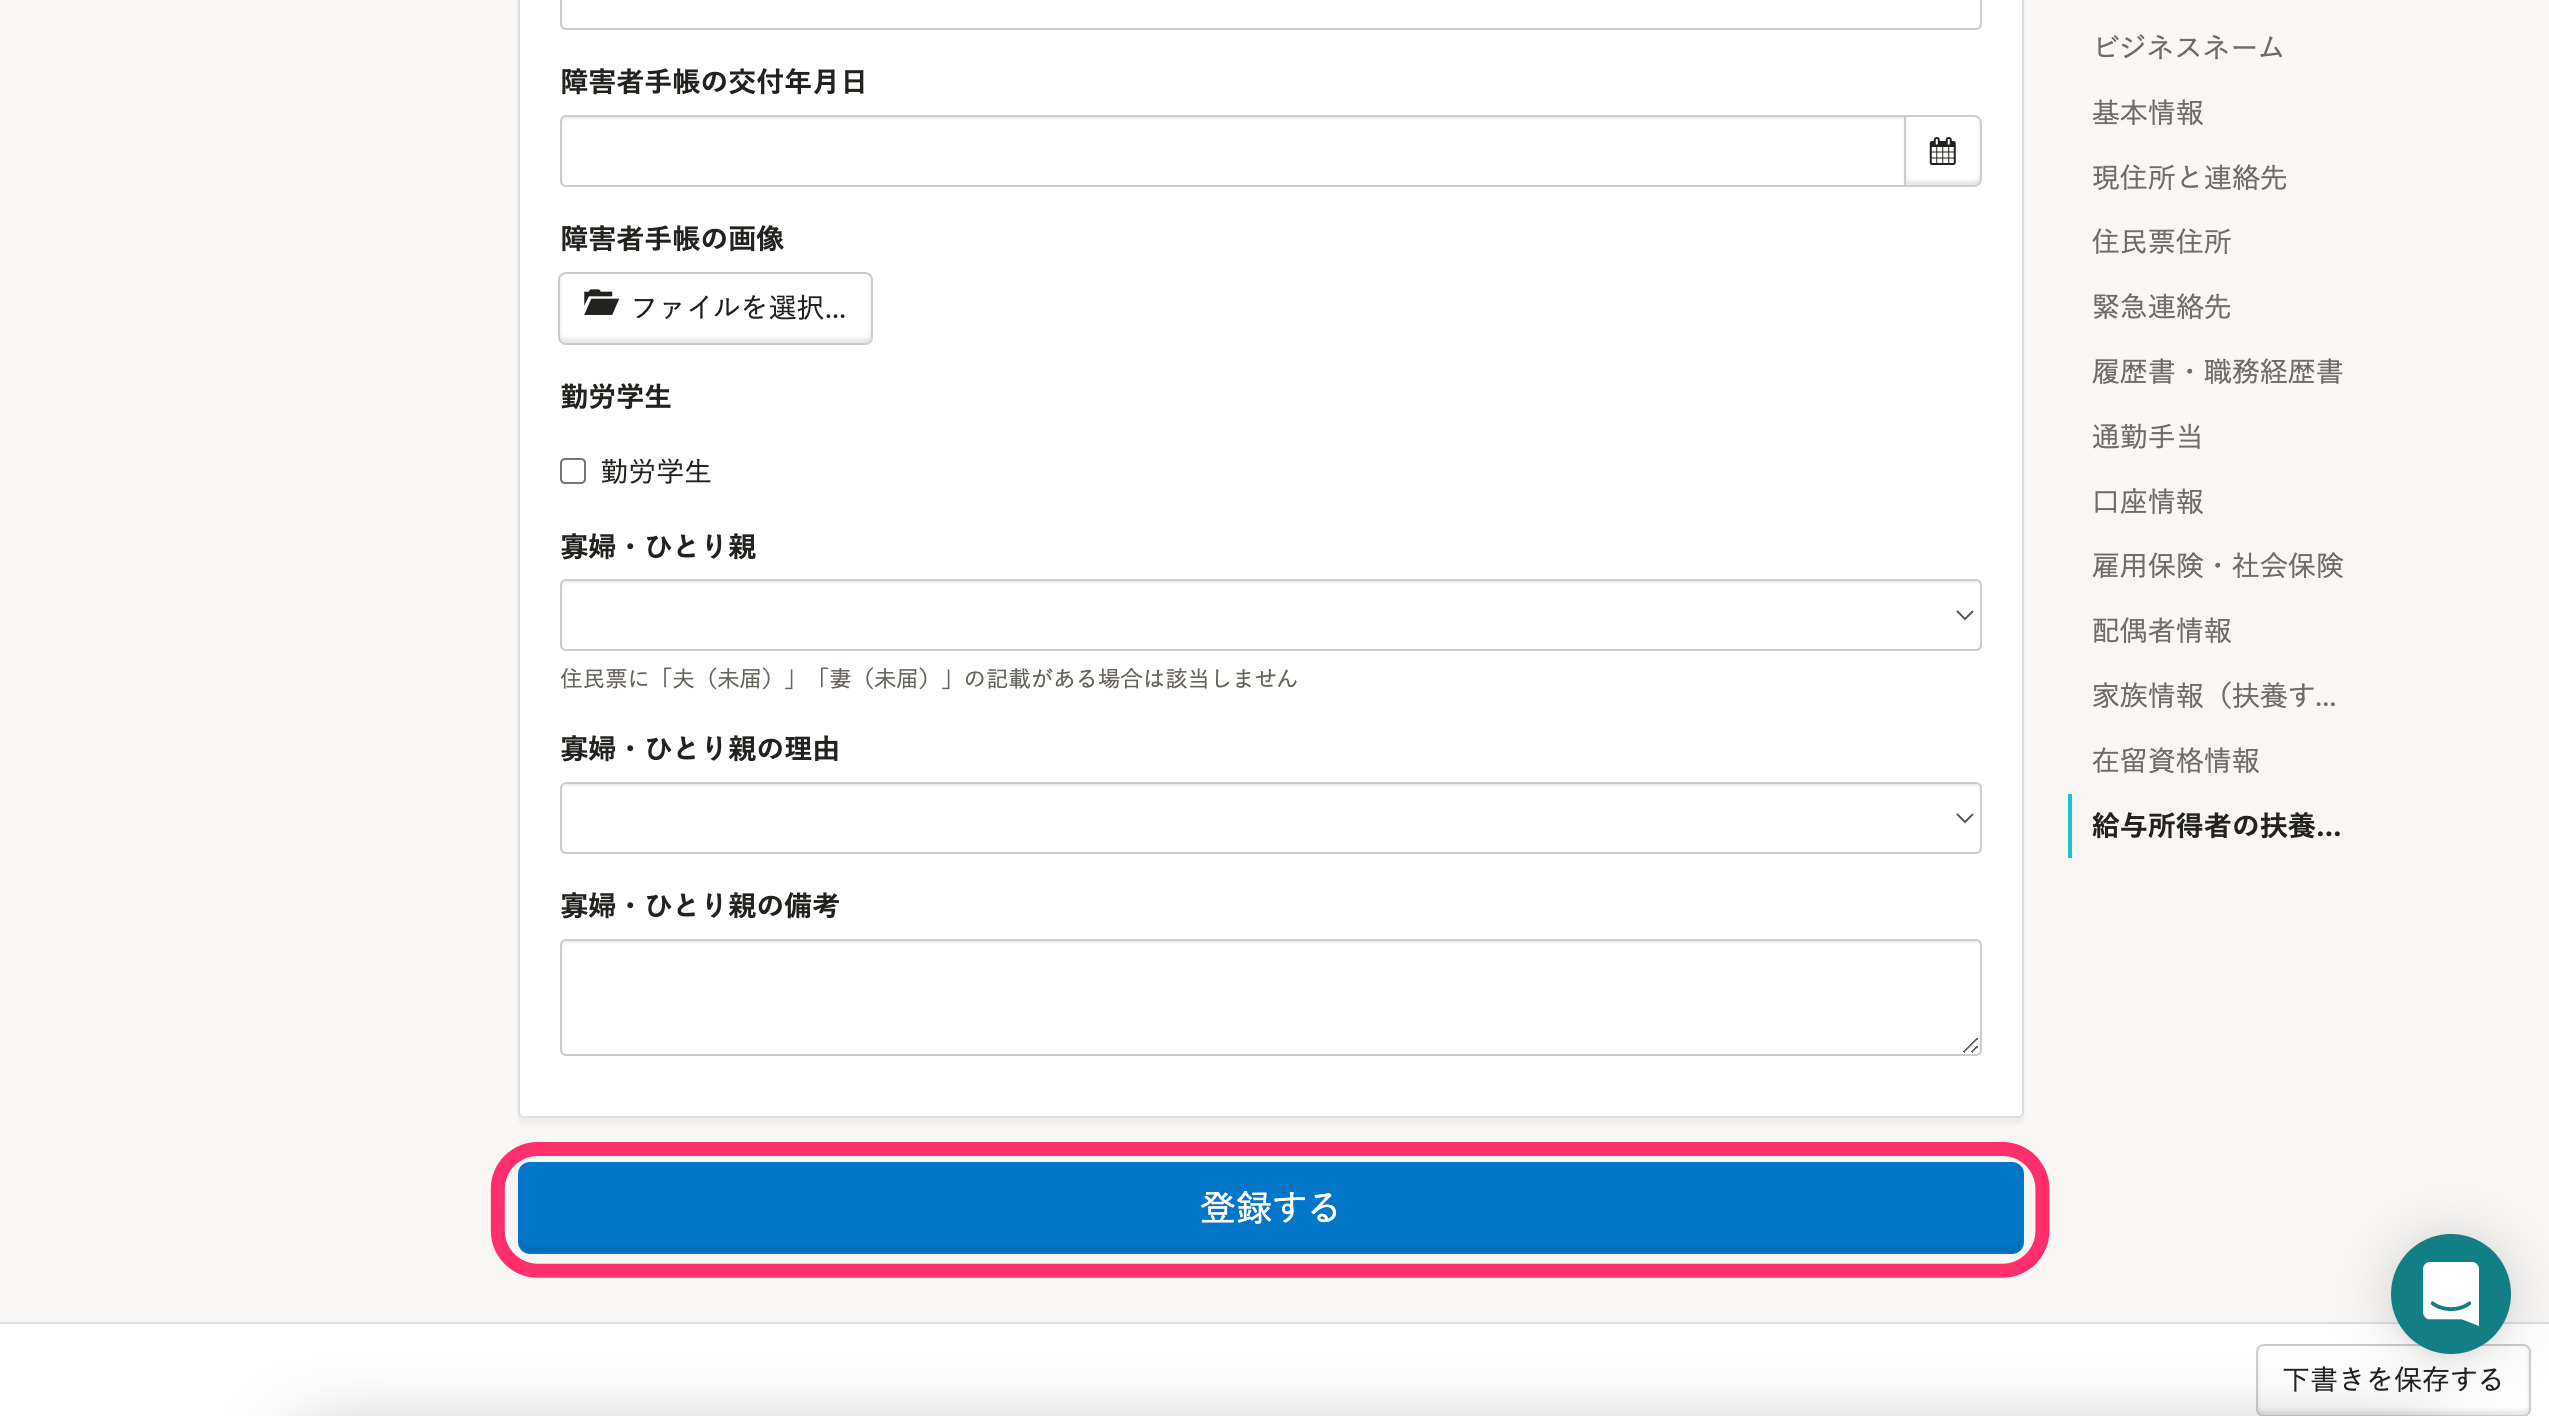 障害者手帳の交付年月日
障害者手帳の画像
ファイルを選択...
勤労学生
勤労学生
寡婦・ひとり親
住民票に「夫（未届）」「妻（未届）」の記載がある場合は該当しません
寡婦・ひとり親の理由
寡婦・ひとり親の備考
登録する
ビジネスネーム
基本情報
現住所と連絡先
住民票住所
緊急連絡先
履歴書・職務経歴書
通勤手当
口座情報
雇用保険・社会保険
配偶者情報
家族情報（扶養す...
在留資格情報
給与所得者の扶養...
下書きを保存する